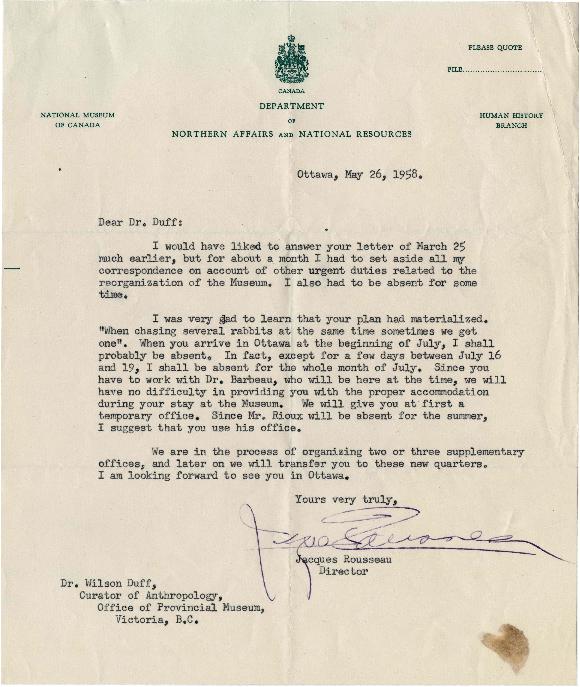 PLEASE QUOTE
FILE..............................
CANADA
DEPARTMENT
OF
NORTHERN AFFAIRS AND NATIONAL RESOURCES
NATIONAL MUSEUM
OF CANADA
HUMAN HISTORY
BRANCH
Ottawa, May 26, 1958.
Dear Dr. Duff:
I would have liked to answer your letter of March 25
much earlier, but for about a month I had to set aside all my
correspondence on account of other urgent duties related to the
reorganization of the Museum. I also had to be absent for some
time.
I was very glad to learn that your plan had materialized.
"When chasing several rabbits at the same time sometimes we get
one". When you arrive in Ottawa at the beginning of July, I shall
probably be absent. In fact, except for a few days between July 16
and 19, I shall be absent for the whole month of July. Since you
have to work with Dr. Barbeau, who will be here at the time, we will
have no difficulty in providing you with the proper accommodation
during your stay at the Museum. We will give you at first a
temporary office. Since Mr. Rioux will be absent for the summer,
I suggest that you use his office.
We are in the process of organizing two or three supplementary
offices, and later on we will transfer you to these new quarters.
I am looking forward to see you in Ottawa.
Yours very truly,
Jacques Rousseau
Director
Dr. Wilson Duff,
Curator of Anthropology,
Office of Provincial Museum,
Victoria, B.C.